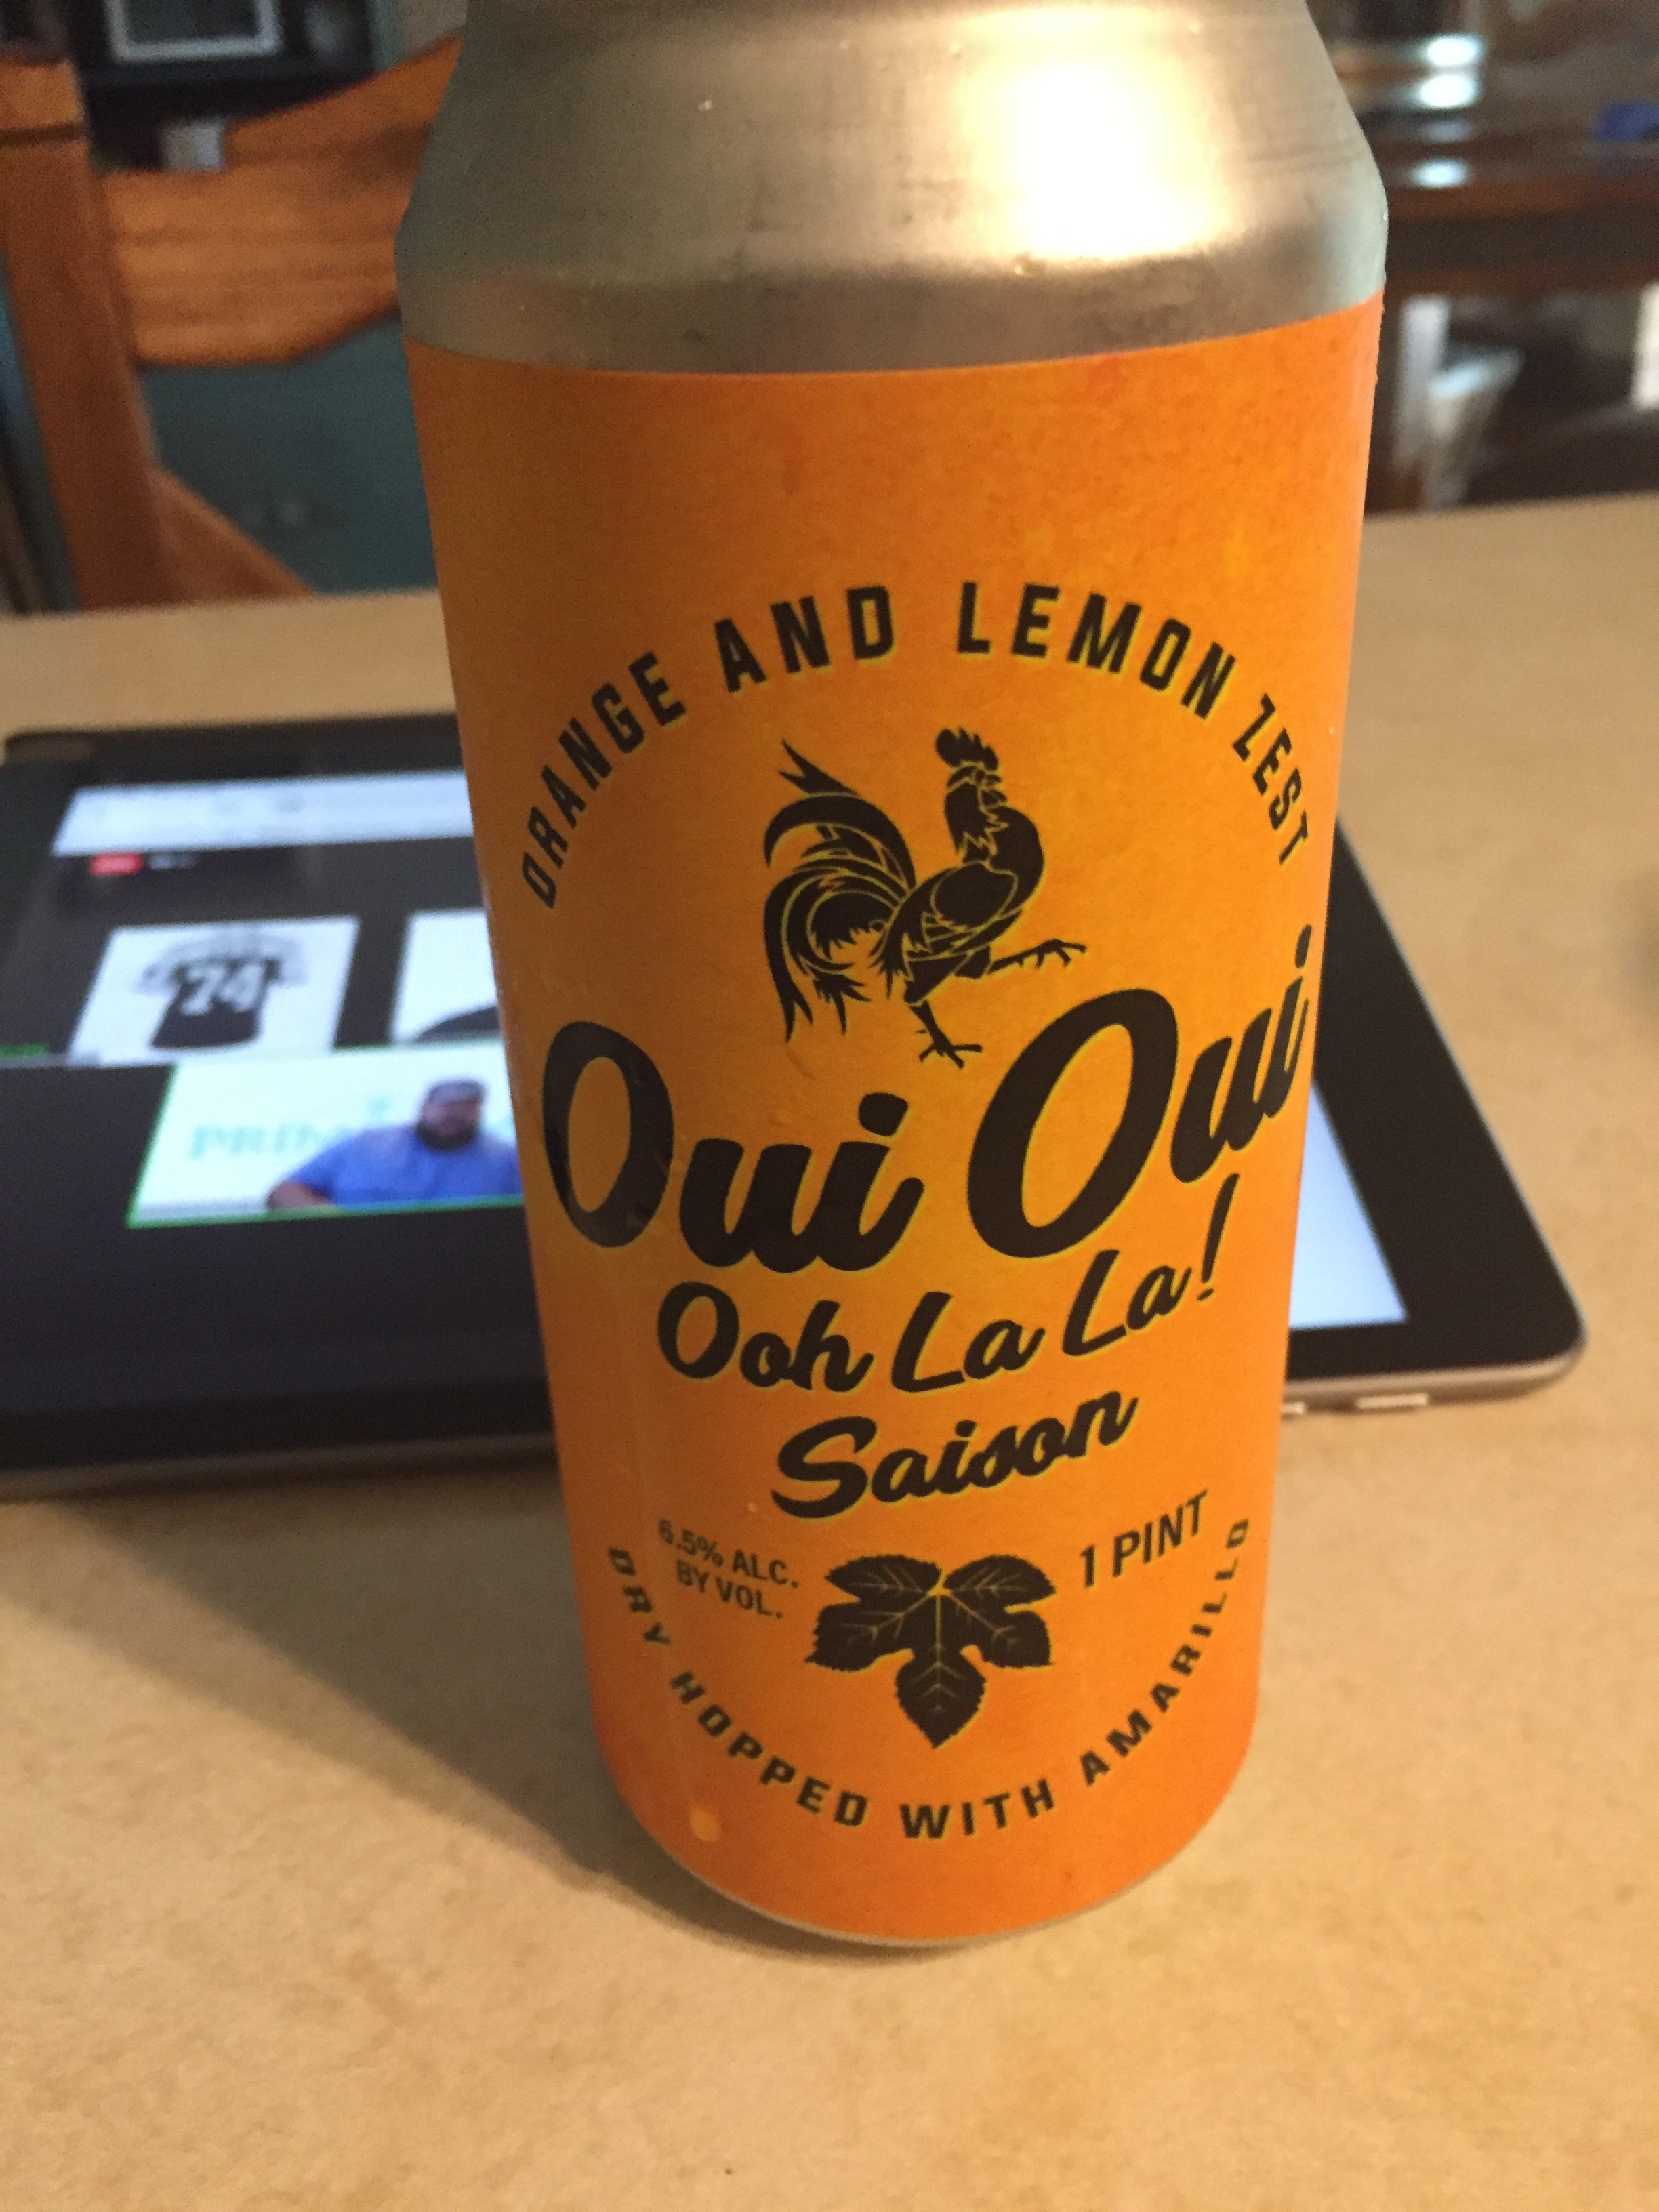 ORANGE AND LEMON ZEST
Oui Oui
Ooh La La!
Saison
6.5% ALC.
BY VOL.
1 PINT
DRY HOPPED WITH AMARILLO
74